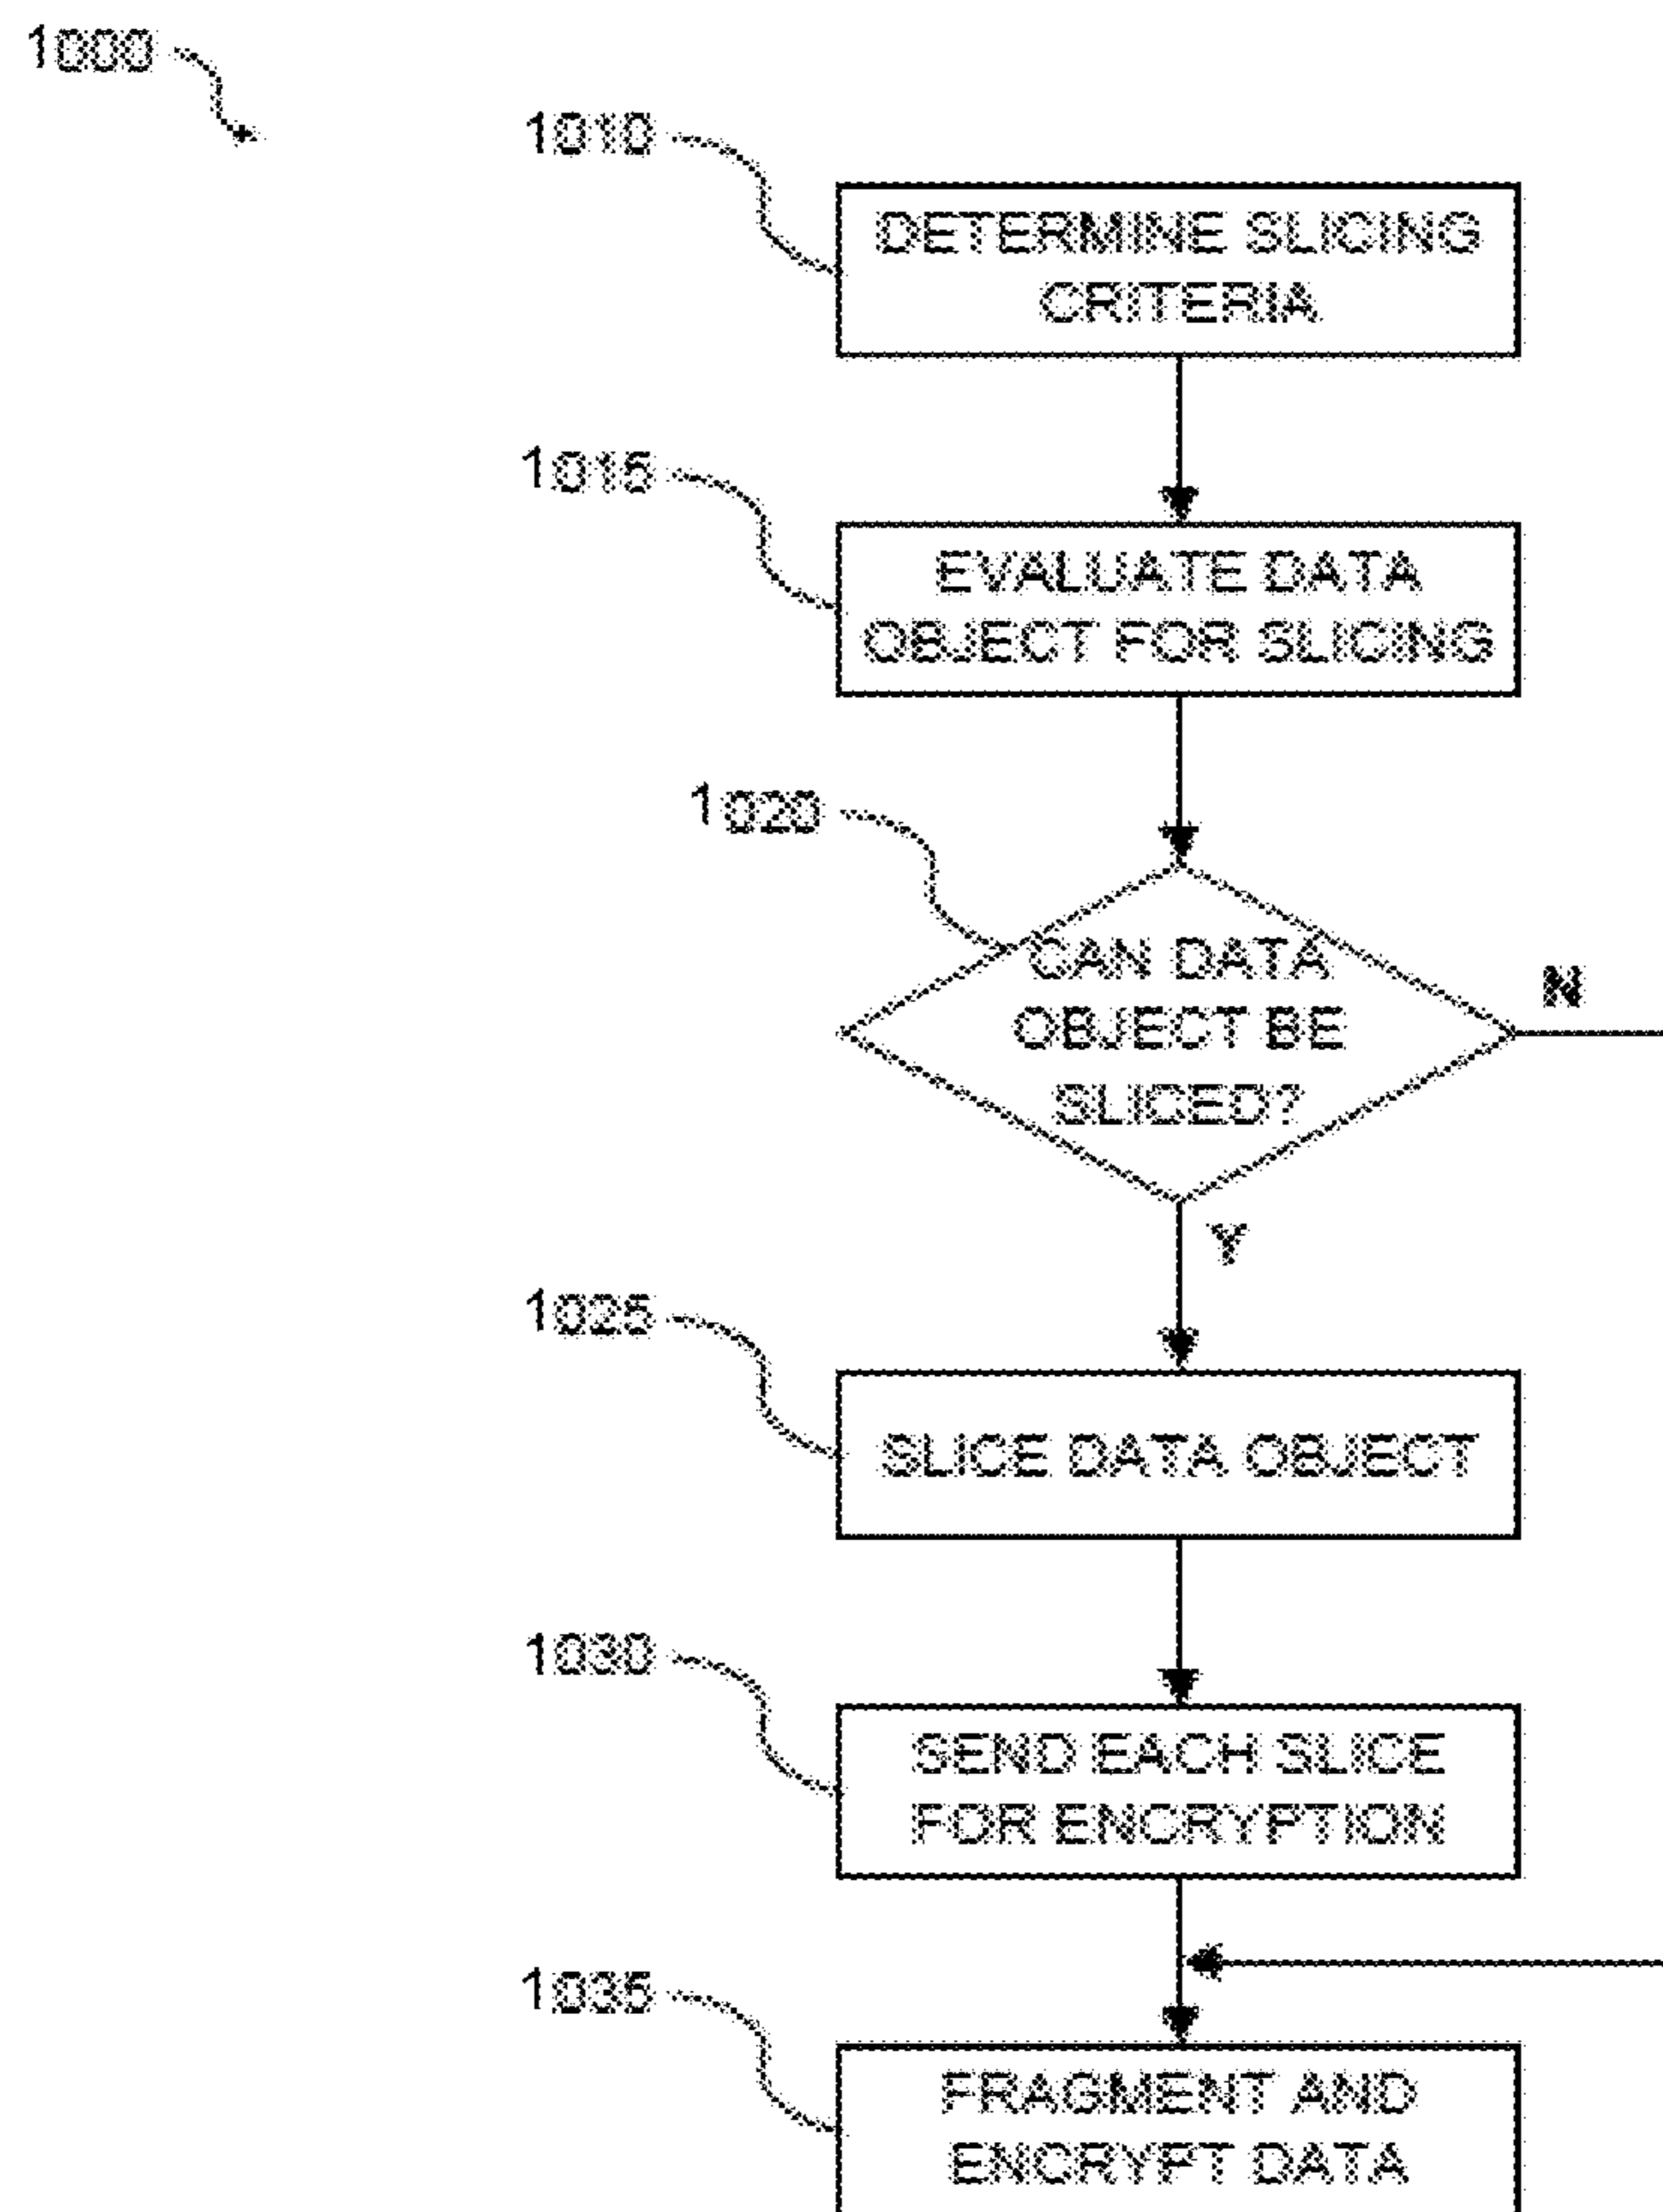 1000
1010
DETERMINE SLICING
CRITERIA
1015
EVALUATE DATA
OBJECT FOR SLICING
1020
CAN DATA
OBJECT BE
SLICED?
N
Y
1025
SLICE DATA OBJECT
1030
SEND EACH SLICE
FOR ENCRYPTION
1035
FRAGMENT AND
ENCRYPT DATA